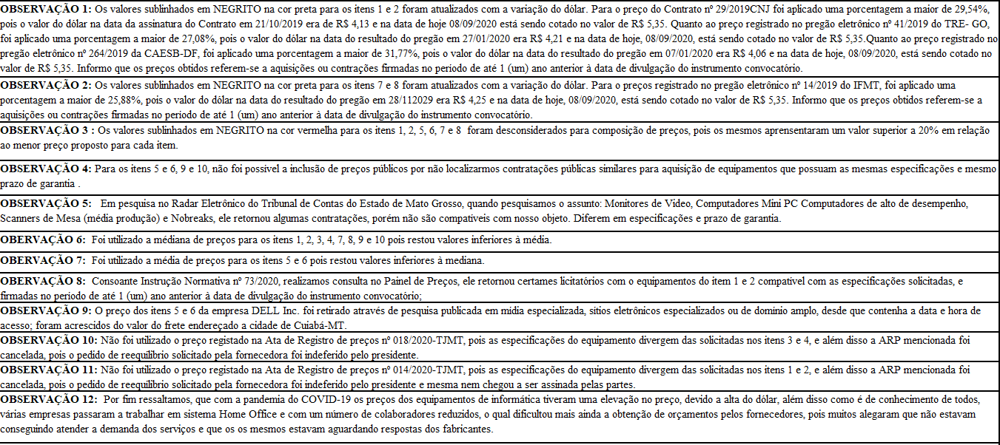 OBSERVAÇÃO 1: Os valores sublinhados em NEGRITO na cor preta para os itens 1 e 2 foram atualizados com a variação do dólar. Para o preço do Contrato nº 29/2019CNJ foi aplicado uma porcentagem a maior de 29,54%,
pois o valor do dólar na data da assinatura do Contrato em 21/10/2019 era de R$ 4,13 e na data de hoje 08/09/2020 está sendo cotado no valor de R$ 5,35. Quanto ao preço registrado no pregão eletrônico nº 41/2019 do TRE- GO,
foi aplicado uma porcentagem a maior de 27,08%, pois o valor do dólar na data do resultado do pregão em 27/01/2020 era R$ 4,21 e na data de hoje, 08/09/2020, está sendo cotado no valor de R$ 5,35.Quanto ao preço registrado no
pregão eletrônico nº 264/2019 da CAESB-DF, foi aplicado uma porcentagem a maior de 31,77%, pois o valor do dólar na data do resultado do pregão em 07/01/2020 era R$ 4,06 e na data de hoje, 08/09/2020, está sendo cotado no
valor de R$ 5,35. Informo que os preços obtidos referem-se a aquisições ou contrações firmadas no período de até 1 (um) ano anterior à data de divulgação do instrumento convocatório.
OBSERVAÇÃO 2: Os valores sublinhados em NEGRITO na cor preta para os itens 7 e 8 foram atualizados com a variação do dólar. Para o preços registrado no pregão eletrônico nº 14/2019 do IFMT, foi aplicado uma
porcentagem a maior de 25,88%, pois o valor do dólar na data do resultado do pregão em 28/112029 era R$ 4,25 e na data de hoje, 08/09/2020, está sendo cotado no valor de R$ 5,35. Informo que os preços obtidos referem-se a
aquisições ou contrações firmadas no período de até 1 (um) ano anterior à data de divulgação do instrumento convocatório.
OBSERVAÇÃO 3 : Os valores sublinhados em NEGRITO na cor vermelha para os itens 1, 2, 5, 6, 7 e 8 foram desconsiderados para composição de preços, pois os mesmos aprensentaram um valor superior a 20% em relação
ao menor preço proposto para cada item.
OBSERVAÇÃO 4: Para os itens 5 e 6, 9 e 10, não foi possível a inclusão de preços públicos por não localizarmos contratações públicas similares para aquisição de equipamentos que possuam as mesmas especificações e mesmo
prazo de garantia .
OBSERVAÇÃO 5: Em pesquisa no Radar Eletrônico do Tribunal de Contas do Estado de Mato Grosso, quando pesquisamos o assunto: Monitores de Vídeo, Computadores Mini PC Computadores de alto de desempenho,
Scanners de Mesa (média produção) e Nobreaks, ele retornou algumas contratações, porém não são compatíveis com nosso objeto. Diferem em especificações e prazo de garantia.
OBERVAÇÃO 6: Foi utilizado a médiana de preços para os itens 1, 2, 3, 4, 7, 8, 9 e 10 pois restou valores inferiores à média.
OBERVAÇÃO 7: Foi utilizado a média de preços para os itens 5 e 6 pois restou valores inferiores à mediana.
OBERVAÇÃO 8: Consoante Instrução Normativa nº 73/2020, realizamos consulta no Painel de Preços, ele retornou certames licitatórios com o equipamentos do item 1 e 2 compatível com as especificações solicitadas, e
firmadas no período de até 1 (um) ano anterior à data de divulgação do instrumento convocatório;
OBSERVAÇÃO 9: O preço dos itens 5 e 6 da empresa DELL Inc. foi retirado através de pesquisa publicada em mídia especializada, sítios eletrônicos especializados ou de domínio amplo, desde que contenha a data e hora de
acesso; foram acrescidos do valor do frete endereçado a cidade de Cuiabá-MT.
OBSERVAÇÃO 10: Não foi utilizado o preço registado na Ata de Registro de preços nº 018/2020-TJMT, pois as especificações do equipamento divergem das solicitadas nos itens 3 e 4, e além disso a ARP mencionada foi
cancelada, pois o pedido de reequilíbrio solicitado pela fornecedora foi indeferido pelo presidente.
OBSERVAÇÃO 11: Não foi utilizado o preço registado na Ata de Registro de preços nº 014/2020-TJMT, pois as especificações do equipamento divergem das solicitadas nos itens 1 e 2, e além disso a ARP mencionada foi
cancelada, pois o pedido de reequilíbrio solicitado pela fornecedora foi indeferido pelo presidente e mesma nem chegou a ser assinada pelas partes.
OBSERVAÇÃO 12: Por fim ressaltamos, que com a pandemia do COVID-19 os preços dos equipamentos de informática tiveram uma elevação no preço, devido a alta do dólar, além disso como é de conhecimento de todos,
várias empresas passaram a trabalhar em sistema Home Office e com um número de colaboradores reduzidos, o qual dificultou mais ainda a obtenção de orçamentos pelos fornecedores, pois muitos alegaram que não estavam
conseguindo atender a demanda dos serviços e que os os mesmos estavam aguardando respostas dos fabricantes.